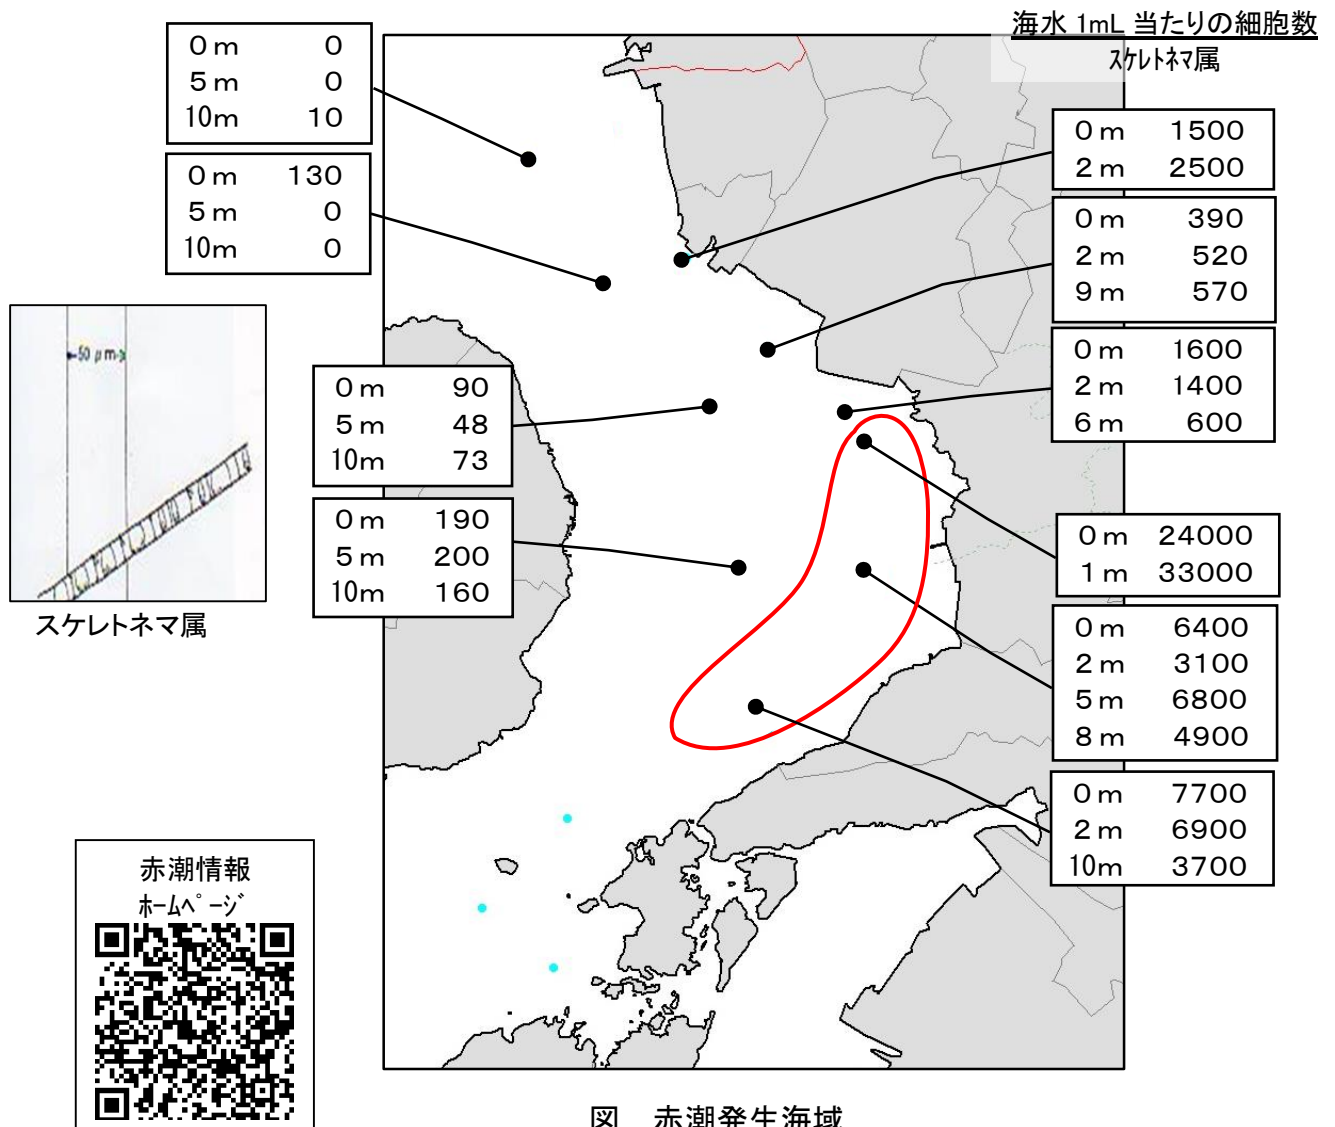 海水 1mL 当たりの細胞数
スケレトネマ属
0m 0
5m 0
10m 10
0m 130
5m 0
10m 0
0m 1500
2m 2500
0m 390
2m 520
9m 570
0m 1600
2m 1400
6m 600
50 μm
スケレトネマ属
0m 90
5m 48
10m 73
0m 190
5m 200
10m 160
0m 24000
1m 33000
0m 6400
2m 3100
5m 6800
8m 4900
0m 7700
2m 6900
10m 3700
赤潮情報
ホームページ
図 赤潮発生海域